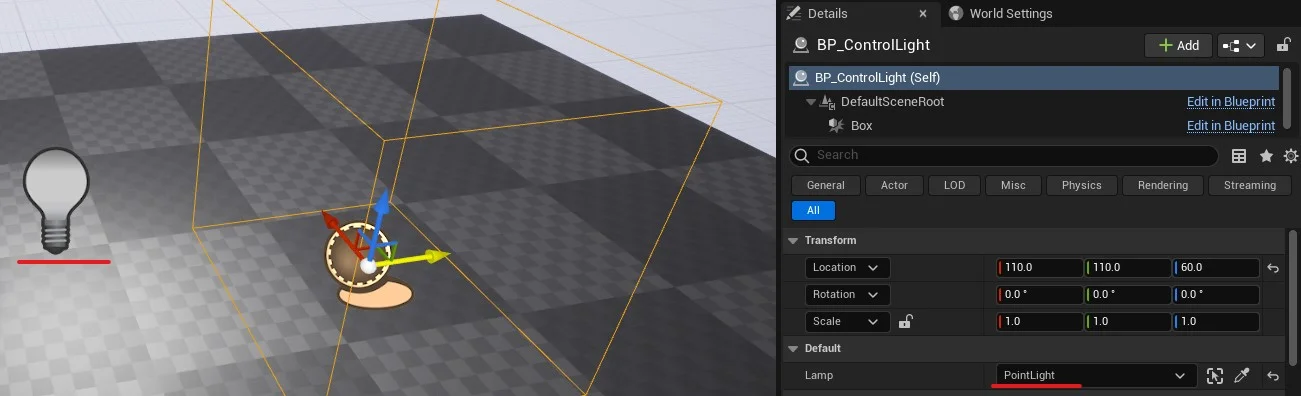 Details
World Settings
BP_ControlLight
Add
BP_ControlLight (Self)
DefaultSceneRoot
Edit in Blueprint
Box
Edit in Blueprint
Search
General
Actor
LOD
Misc
Physics
Rendering
Streaming
All
Transform
Location
110.0
110.0
60.0
Rotation
0.0 °
0.0 °
0.0 °
Scale
1.0
1.0
1.0
Default
Lamp
PointLight